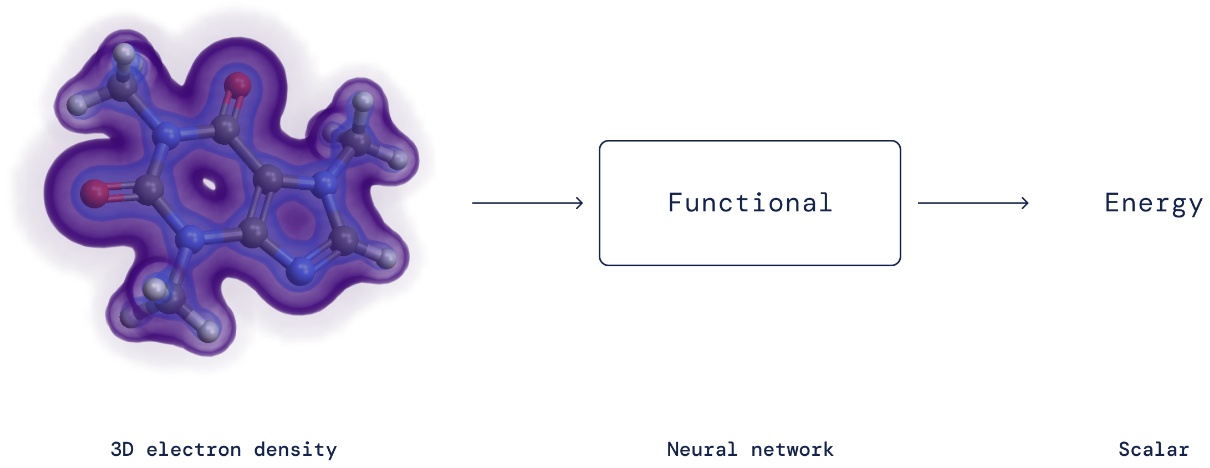 Functional
Energy
3D electron density
Neural network
Scalar